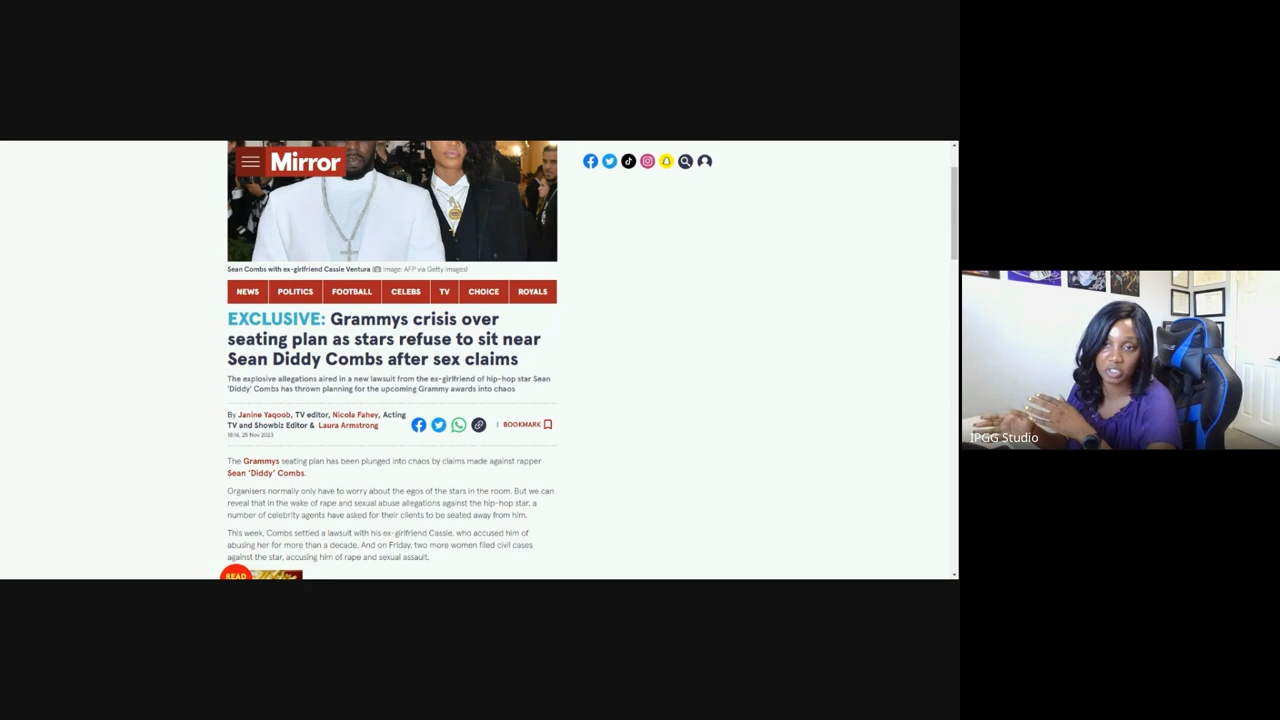 Mirror
Sean Combs with ex-girlfriend Cassie Ventura Image: AFP via Getty Images)
NEWS POLITICS FOOTBALL CELEBS TV CHOICE ROYALS
EXCLUSIVE: Grammys crisis over
seating plan as stars refuse to sit near
Sean Diddy Combs after sex claims
The explosive allegations aired in a new lawsuit from the ex-girlfriend of hip-hop star Sean
'Diddy' Combs has thrown planning for the upcoming Grammy awards into chaos
By Janine Yaqoob, TV editor, Nicola Fahey, Acting
TV and Showbiz Editor & Laura Armstrong
18:16, 25 Nov 2023
BOOKMARK
The Grammys seating plan has been plunged into chaos by claims made against rapper
Sean 'Diddy' Combs.
Organisers normally only have to worry about the egos of the stars in the room. But we can
reveal that in the wake of rape and sexual abuse allegations against the hip-hop star, a
number of celebrity agents have asked for their clients to be seated away from him.
This week, Combs settled a lawsuit with his ex-girlfriend Cassie, who accused him of
abusing her for more than a decade. And on Friday, two more women filed civil cases
against the star, accusing him of rape and sexual assault.
READ
IPGG Studio